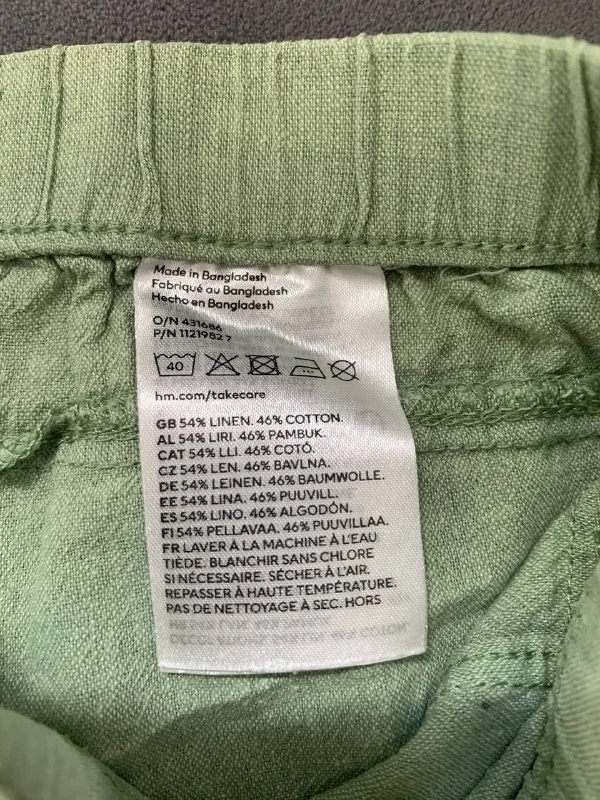 Made in Bangladesh
Fabriqué au Bangladesh
Hecho en Bangladesh
O/N 431686
P/N 11219827
40
hm.com/takecare
GB 54% LINEN. 46% COTTON.
AL 54% LIRI. 46% PAMBUK.
CAT 54% LLI. 46% COTÓ.
CZ 54% LEN. 46% BAVLNA.
DE 54% LEINEN. 46% BAUMWOLLE.
EE 54% LINA. 46% PUUVILL.
ES 54% LINO. 46% ALGODÓN.
FI 54% PELLAVAA. 46% PUUVILLAA.
FR LAVER À LA MACHINE À L'EAU
TIÈDE. BLANCHIR SANS CHLORE
SI NÉCESSAIRE. SÉCHER À L'AIR.
REPASSER À HAUTE TEMPÉRATURE.
PAS DE NETTOYAGE À SEC. HORS